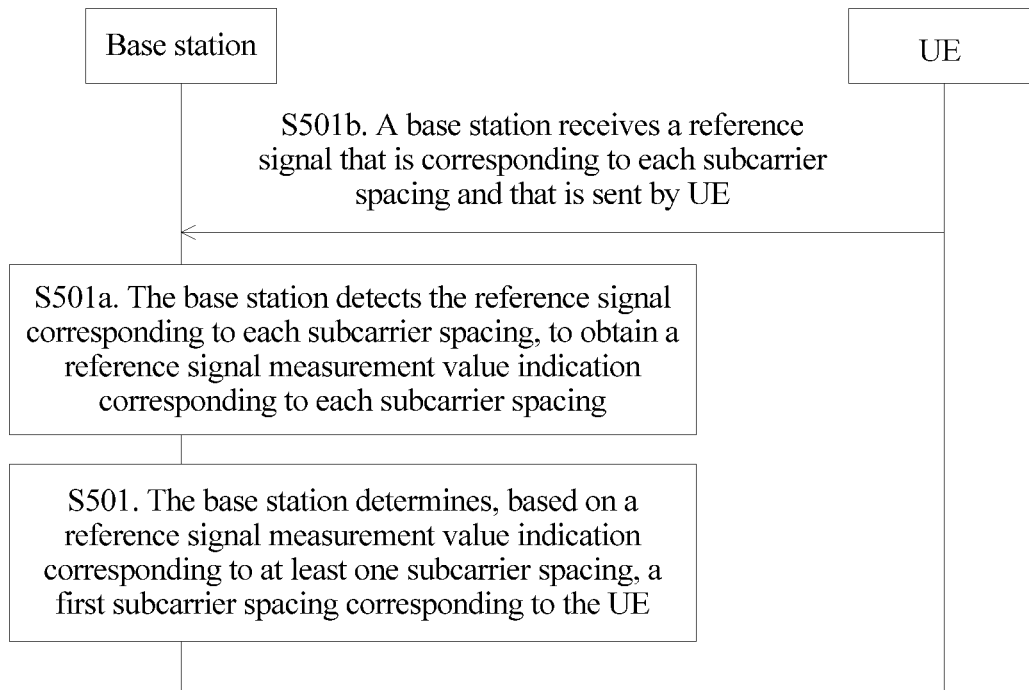 Base station
UE
S501b. A base station receives a reference
signal that is corresponding to each subcarrier
spacing and that is sent by UE
S501a. The base station detects the reference signal
corresponding to each subcarrier spacing, to obtain a
reference signal measurement value indication
corresponding to each subcarrier spacing
S501. The base station determines, based on a
reference signal measurement value indication
corresponding to at least one subcarrier spacing, a
first subcarrier spacing corresponding to the UE